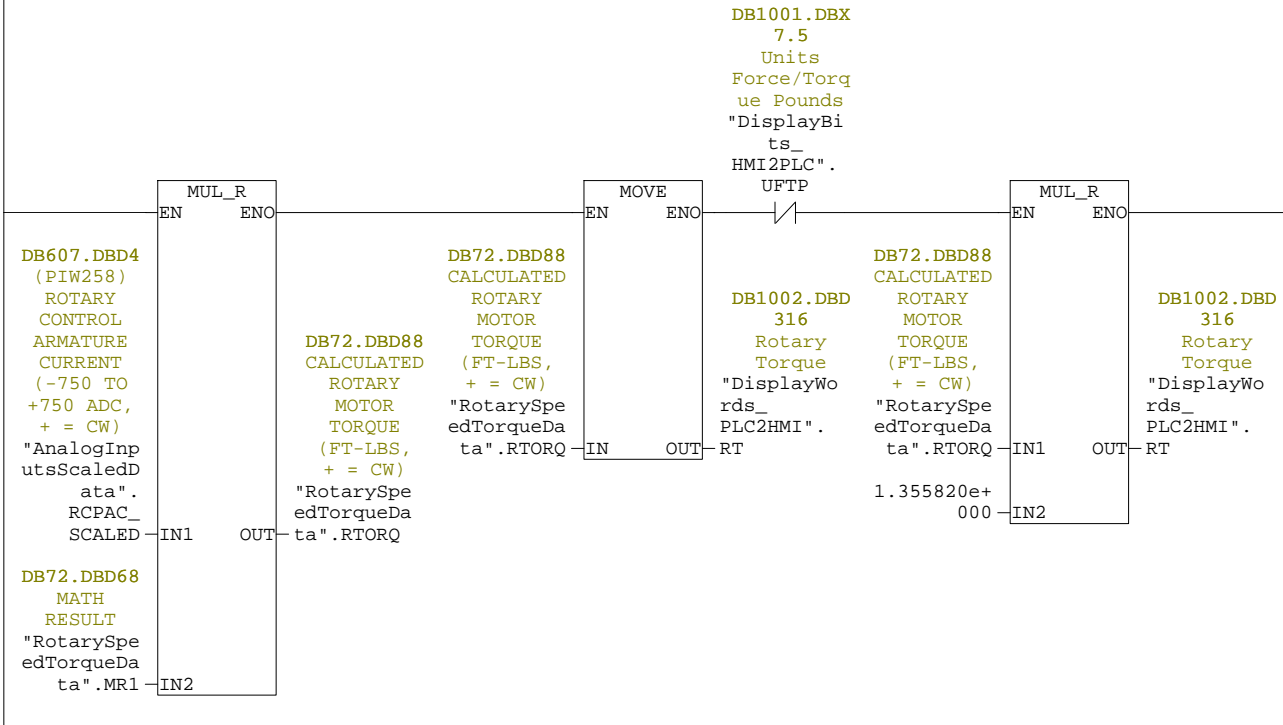 DB1001.DBX
7.5
Units
Force/Torq
ue Pounds
"DisplayBi
ts_
HMI2PLC".
UFTP
MUL_R
EN ENO
MOVE
EN ENO
MUL_R
EN ENO
DB607.DBD4
(PIW258)
ROTARY
CONTROL
ARMATURE
CURRENT
(-750 TO
+750 ADC,
+ = CW)
"AnalogInp
utsScaledD
ata".
RCPAC_
SCALED
IN1
OUT
DB72.DBD88
CALCULATED
ROTARY
MOTOR
TORQUE
(FT-LBS,
+ = CW)
"RotarySpe
edTorqueDa
ta".RTORQ
DB72.DBD68
MATH
RESULT
"RotarySpe
edTorqueDa
ta".MR1
IN2
DB72.DBD88
CALCULATED
ROTARY
MOTOR
TORQUE
(FT-LBS,
+ = CW)
"RotarySpe
edTorqueDa
ta".RTORQ
IN
OUT
DB1002.DBD
316
Rotary
Torque
"DisplayWo
rds_
PLC2HMI".
RT
DB72.DBD88
CALCULATED
ROTARY
MOTOR
TORQUE
(FT-LBS,
+ = CW)
"RotarySpe
edTorqueDa
ta".RTORQ
IN1
OUT
1.355820e+
000
IN2
DB1002.DBD
316
Rotary
Torque
"DisplayWo
rds_
PLC2HMI".
RT